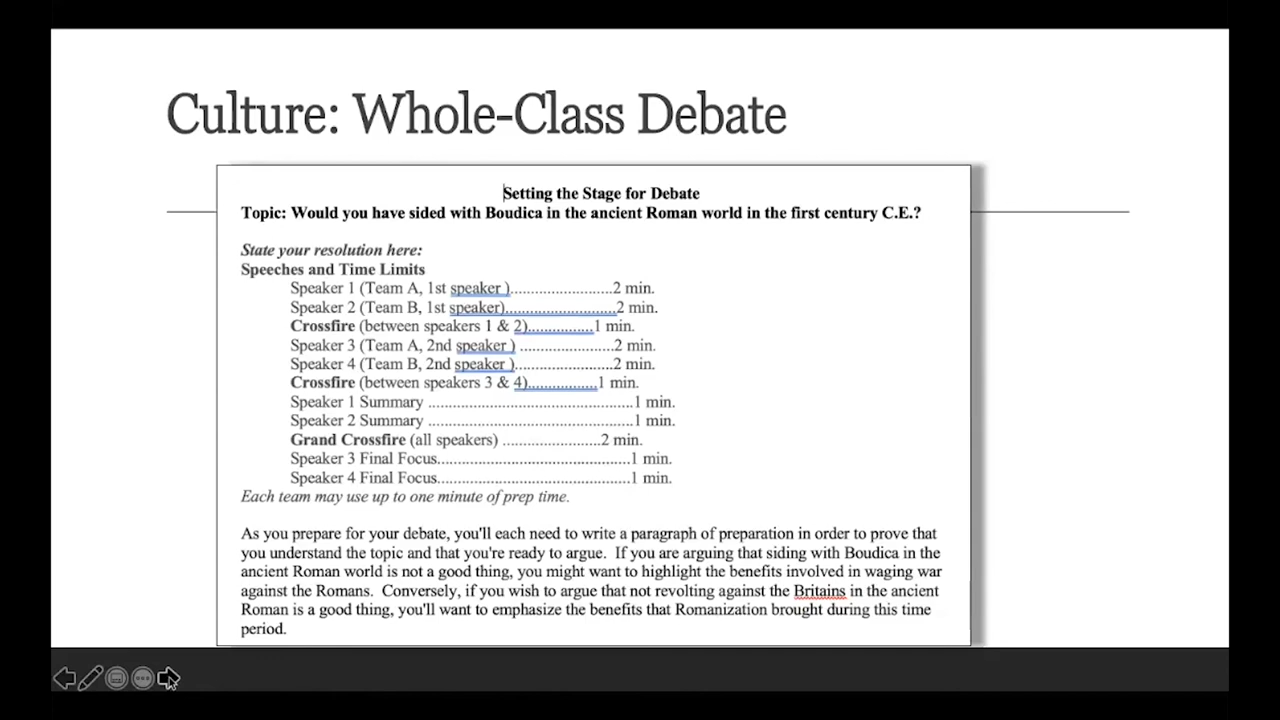 Culture: Whole-Class Debate
Setting the Stage for Debate
Topic: Would you have sided with Boudica in the ancient Roman world in the first century C.E.?
State your resolution here:
Speeches and Time Limits
Speaker 1 (Team A, 1st speaker )........................2 min.
Speaker 2 (Team B, 1st speaker)..........................2 min.
Crossfire (between speakers 1 & 2)...............1 min.
Speaker 3 (Team A, 2nd speaker ) ......................2 min.
Speaker 4 (Team B, 2nd speaker ).......................2 min.
Crossfire (between speakers 3 & 4)................1 min.
Speaker 1 Summary ................................................1 min.
Speaker 2 Summary ................................................1 min.
Grand Crossfire (all speakers) .......................2 min.
Speaker 3 Final Focus.............................................1 min.
Speaker 4 Final Focus.............................................1 min.
Each team may use up to one minute of prep time.
As you prepare for your debate, you'll each need to write a paragraph of preparation in order to prove that
you understand the topic and that you're ready to argue.  If you are arguing that siding with Boudica in the
ancient Roman world is not a good thing, you might want to highlight the benefits involved in waging war
against the Romans.  Conversely, if you wish to argue that not revolting against the Britains in the ancient
Roman is a good thing, you'll want to emphasize the benefits that Romanization brought during this time
period.